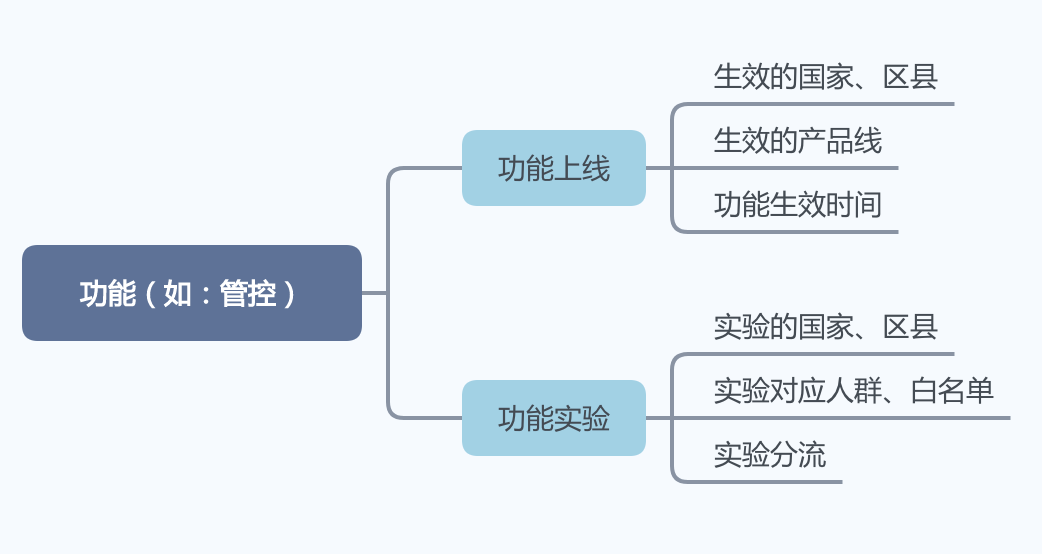 功能（如：管控）
功能上线
生效的国家、区县
生效的产品线
功能生效时间
功能实验
实验的国家、区县
实验对应人群、白名单
实验分流